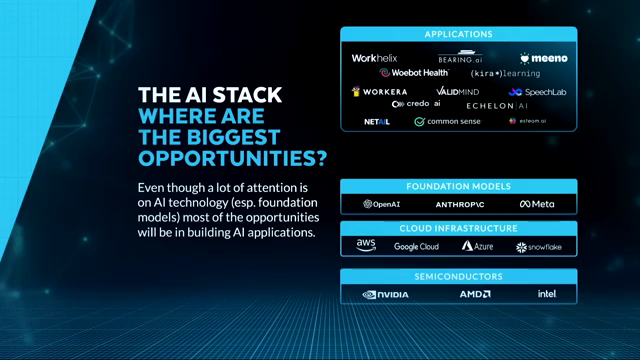 THE AI STACK
WHERE ARE
THE BIGGEST
OPPORTUNITIES?
Even though a lot of attention is
on AI technology (esp. foundation
models) most of the opportunities
will be in building AI applications.
APPLICATIONS
Workhelix BEARING.ai meeno
Woebot Health (kira•)learning
WORKERA VALIDMIND SpeechLab
credo ai ECHELON|AI
NETAIL common sense esteam.ai
FOUNDATION MODELS
OpenAI ANTHROP\C Meta
CLOUD INFRASTRUCTURE
aws Google Cloud Azure snowflake
SEMICONDUCTORS
NVIDIA AMD intel